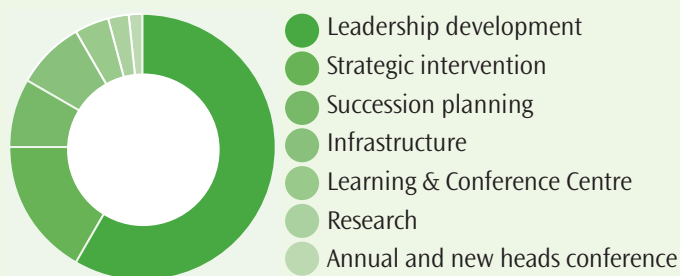 Leadership development
Strategic intervention
Succession planning
Infrastructure
Learning & Conference Centre
Research
Annual and new heads conference